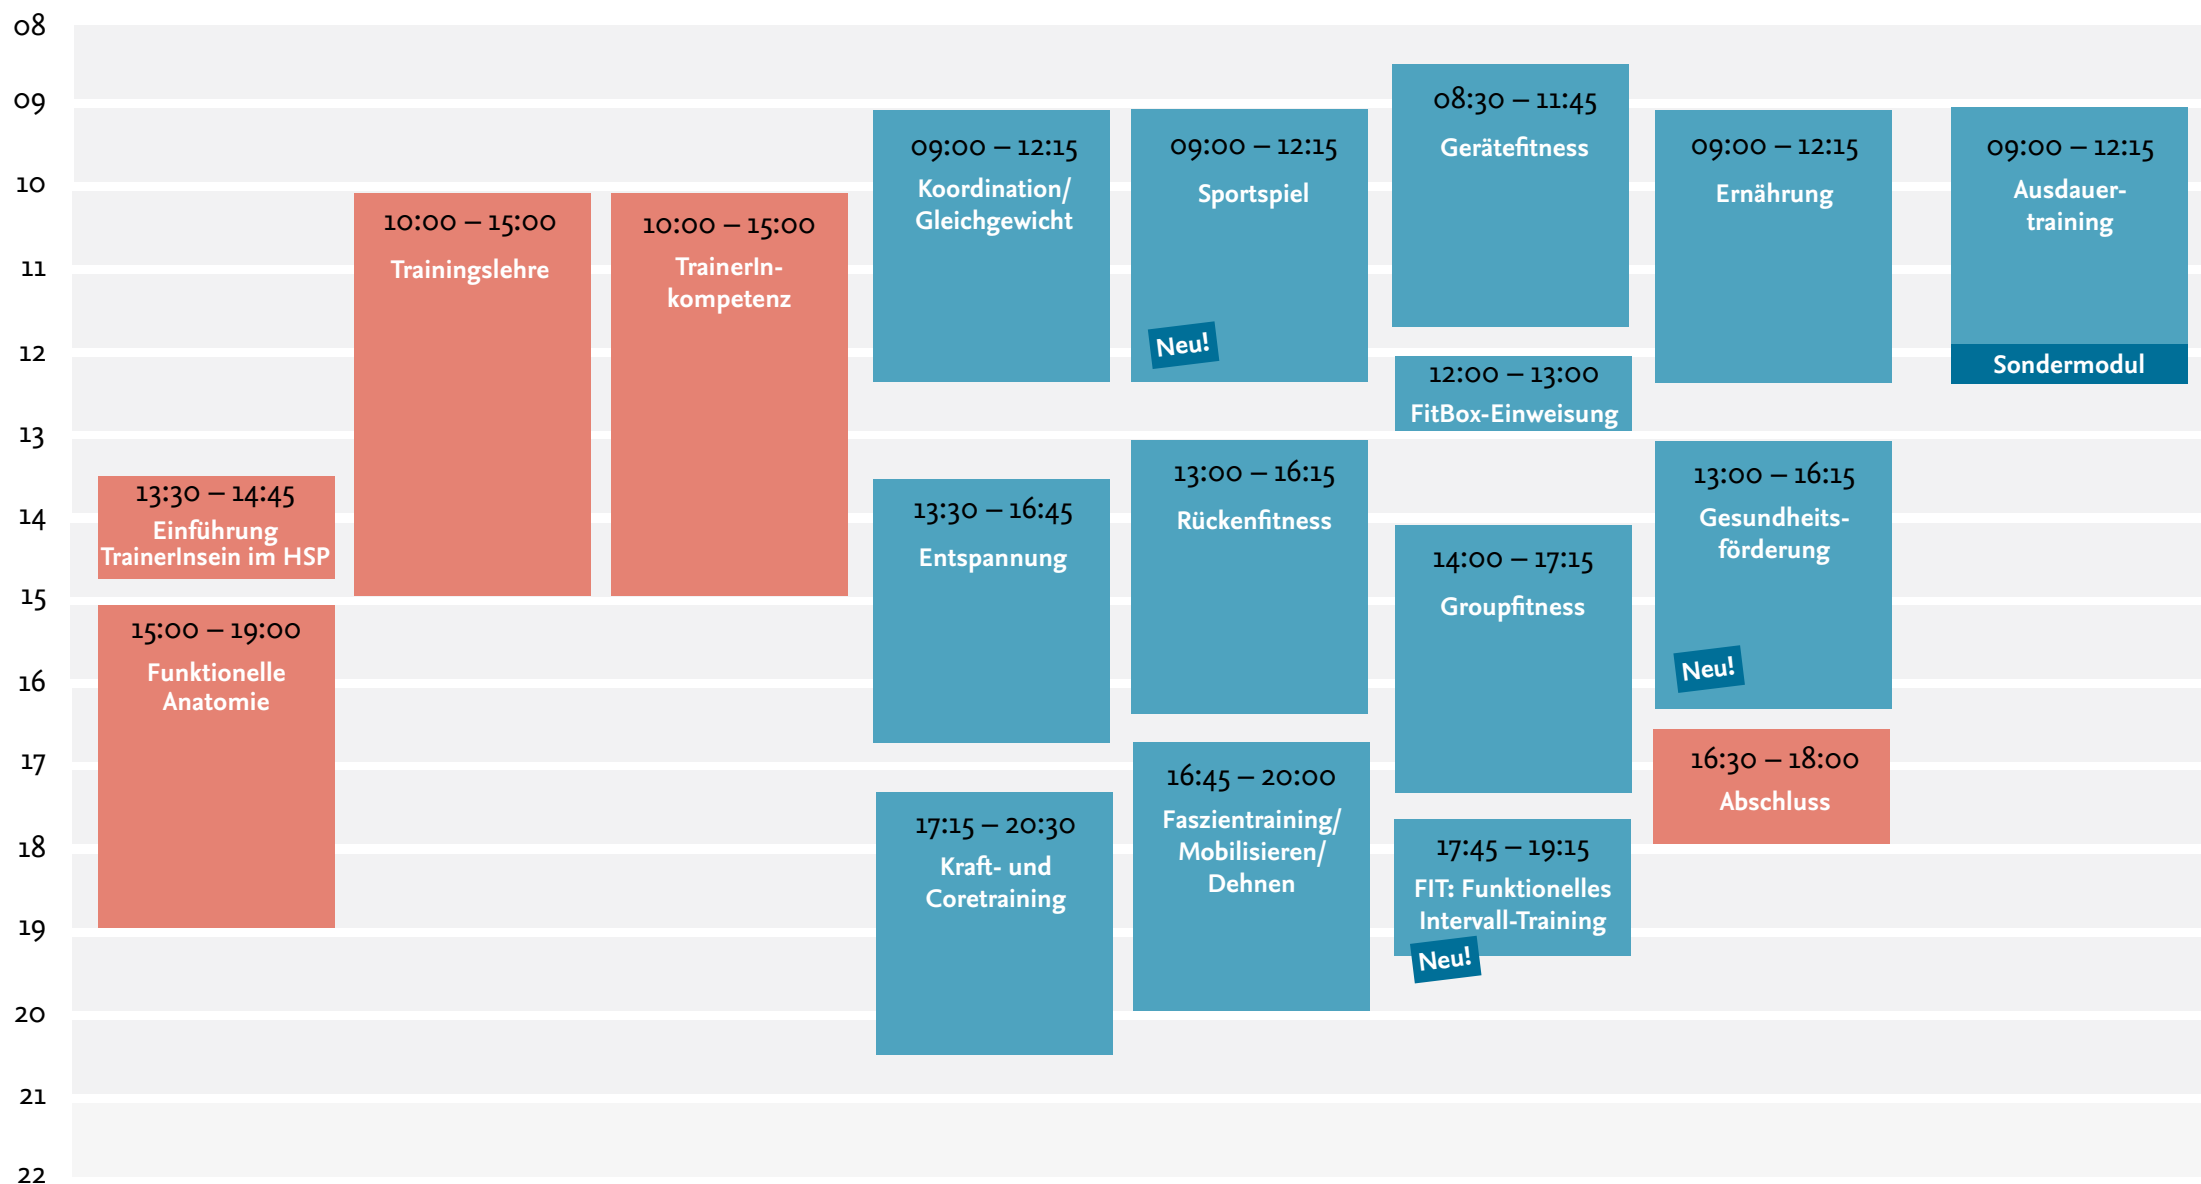 08
09
10
11
12
13
14
15
16
17
18
19
20
21
22
13:30 – 14:45
Einführung
TrainerInsein im HSP
15:00 – 19:00
Funktionelle
Anatomie
10:00 – 15:00
Trainingslehre
10:00 – 15:00
TrainerIn-
kompetenz
09:00 – 12:15
Koordination/
Gleichgewicht
13:30 – 16:45
Entspannung
17:15 – 20:30
Kraft- und
Coretraining
09:00 – 12:15
Sportspiel
Neu!
13:00 – 16:15
Rückenfitness
16:45 – 20:00
Faszientraining/
Mobilisieren/
Dehnen
08:30 – 11:45
Gerätefitness
12:00 – 13:00
FitBox-Einweisung
14:00 – 17:15
Groupfitness
17:45 – 19:15
FIT: Funktionelles
Intervall-Training
Neu!
09:00 – 12:15
Ernährung
13:00 – 16:15
Gesundheits-
förderung
Neu!
16:30 – 18:00
Abschluss
09:00 – 12:15
Ausdauer-
training
Sondermodul